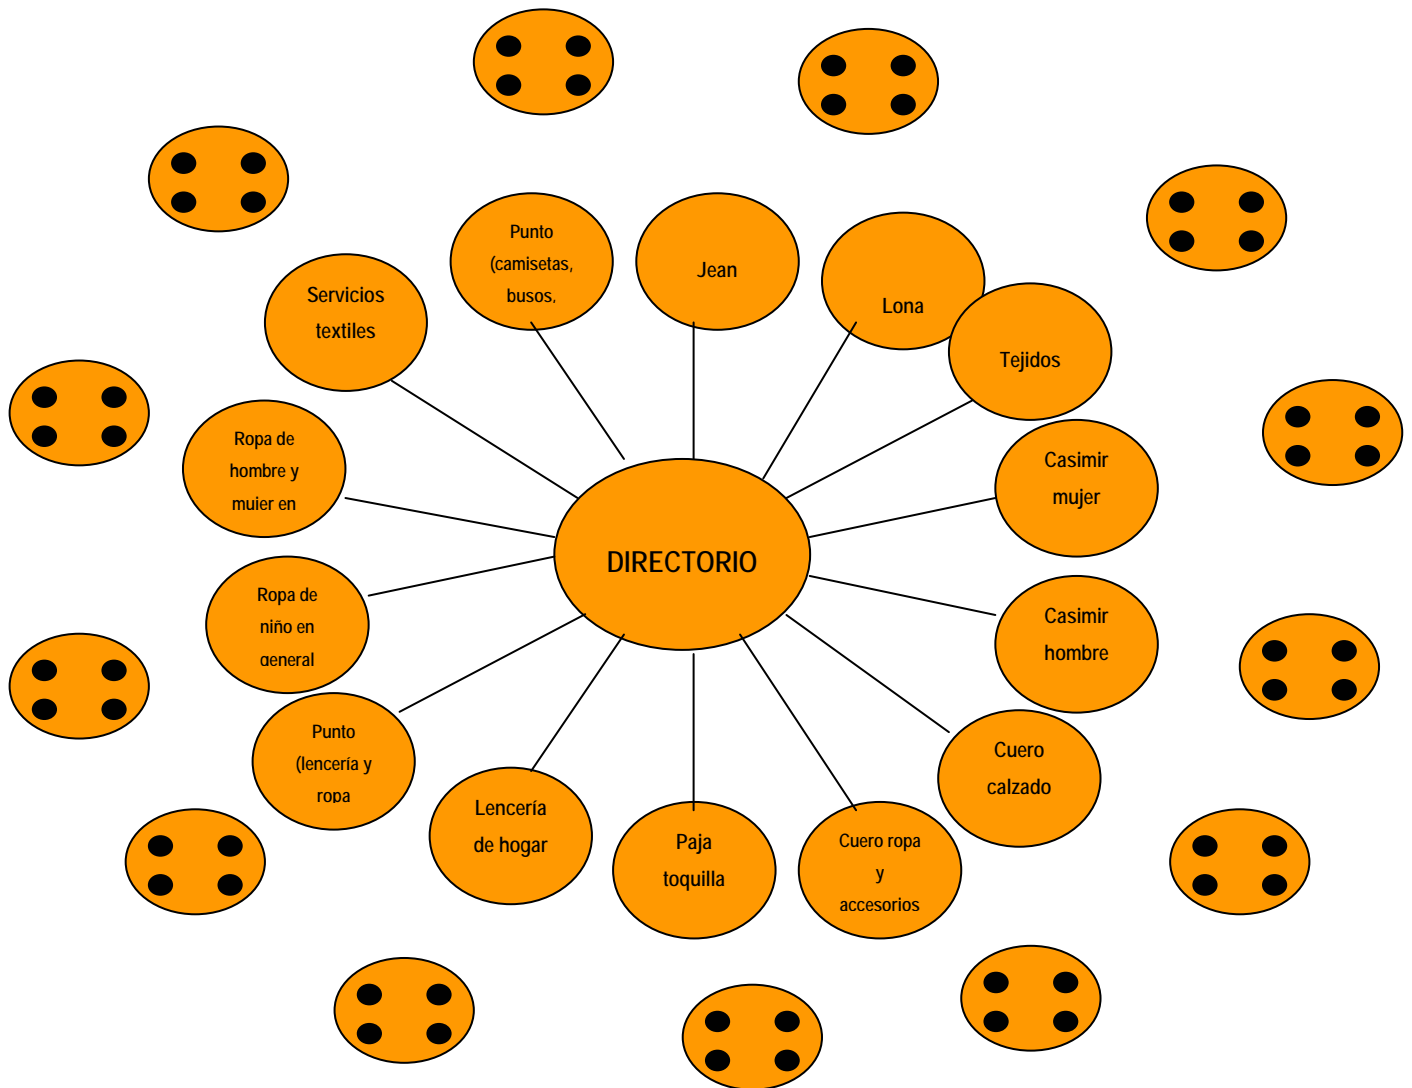 Punto
(camisetas,
busos,
Jean
Lona
Servicios
textiles
Tejidos
Ropa de
hombre y
mujer en
Casimir
mujer
DIRECTORIO
Ropa de
niño en
general
Casimir
hombre
Punto
(lencería y
ropa
Cuero
calzado
Lencería
de hogar
Paja
toquilla
Cuero ropa
y
accesorios